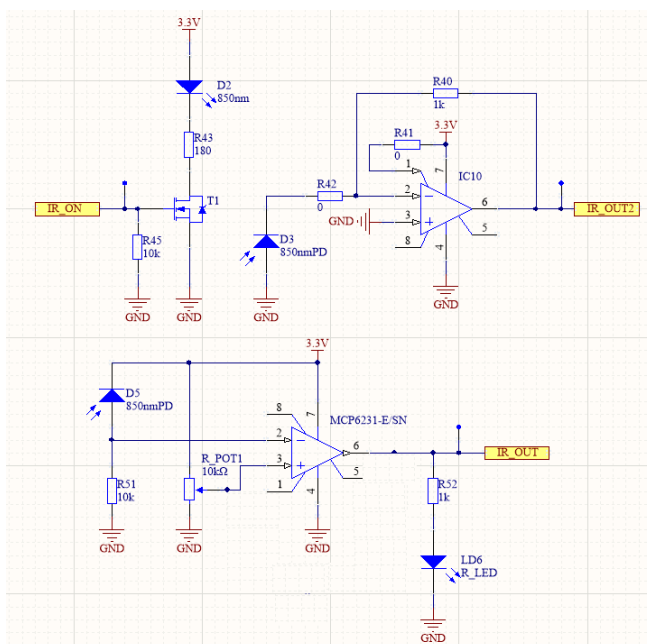 3.3V
D2
850nm
R43
180
IR_ON
T1
R45
10k
GND
GND
R40
1k
R41
0
3.3V
IC10
1
7
R42
0
2
6
IR_OUT2
GND
3
5
8
4
D3
850nmPD
GND
GND
3.3V
D5
850nmPD
8
7
MCP6231-E/SN
2
6
IR_OUT
R_POT1
10kΩ
3
5
1
4
R51
10k
R52
1k
GND
GND
GND
LD6
R_LED
GND